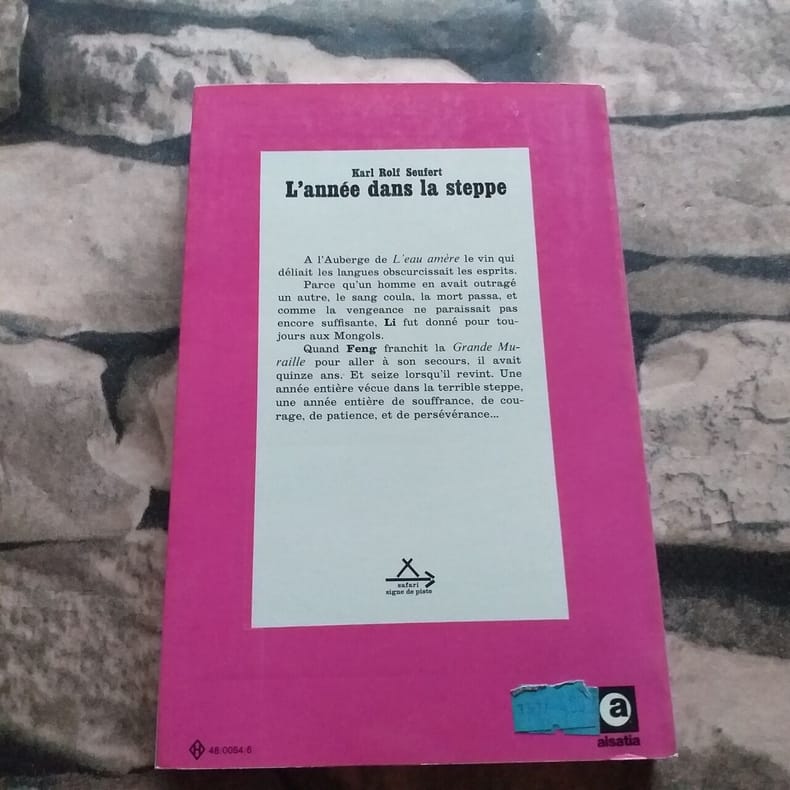 Karl Rolf Seufert
L'année dans la steppe
A l'Auberge de L'eau amère le vin qui
déliait les langues obscurcissait les esprits.
Parce qu'un homme en avait outragé
un autre, le sang coula, la mort passa, et
comme la vengeance ne paraissait pas
encore suffisante, Li fut donné pour tou-
jours aux Mongols.
Quand Feng franchit la Grande Mu-
raille pour aller à son secours, il avait
quinze ans. Et seize lorsqu'il revint. Une
année entière vécue dans la terrible steppe,
une année entière de souffrance, de cou-
rage, de patience, et de persévérance...
safari
signe de piste
a
alsatia
H 48/0054/6